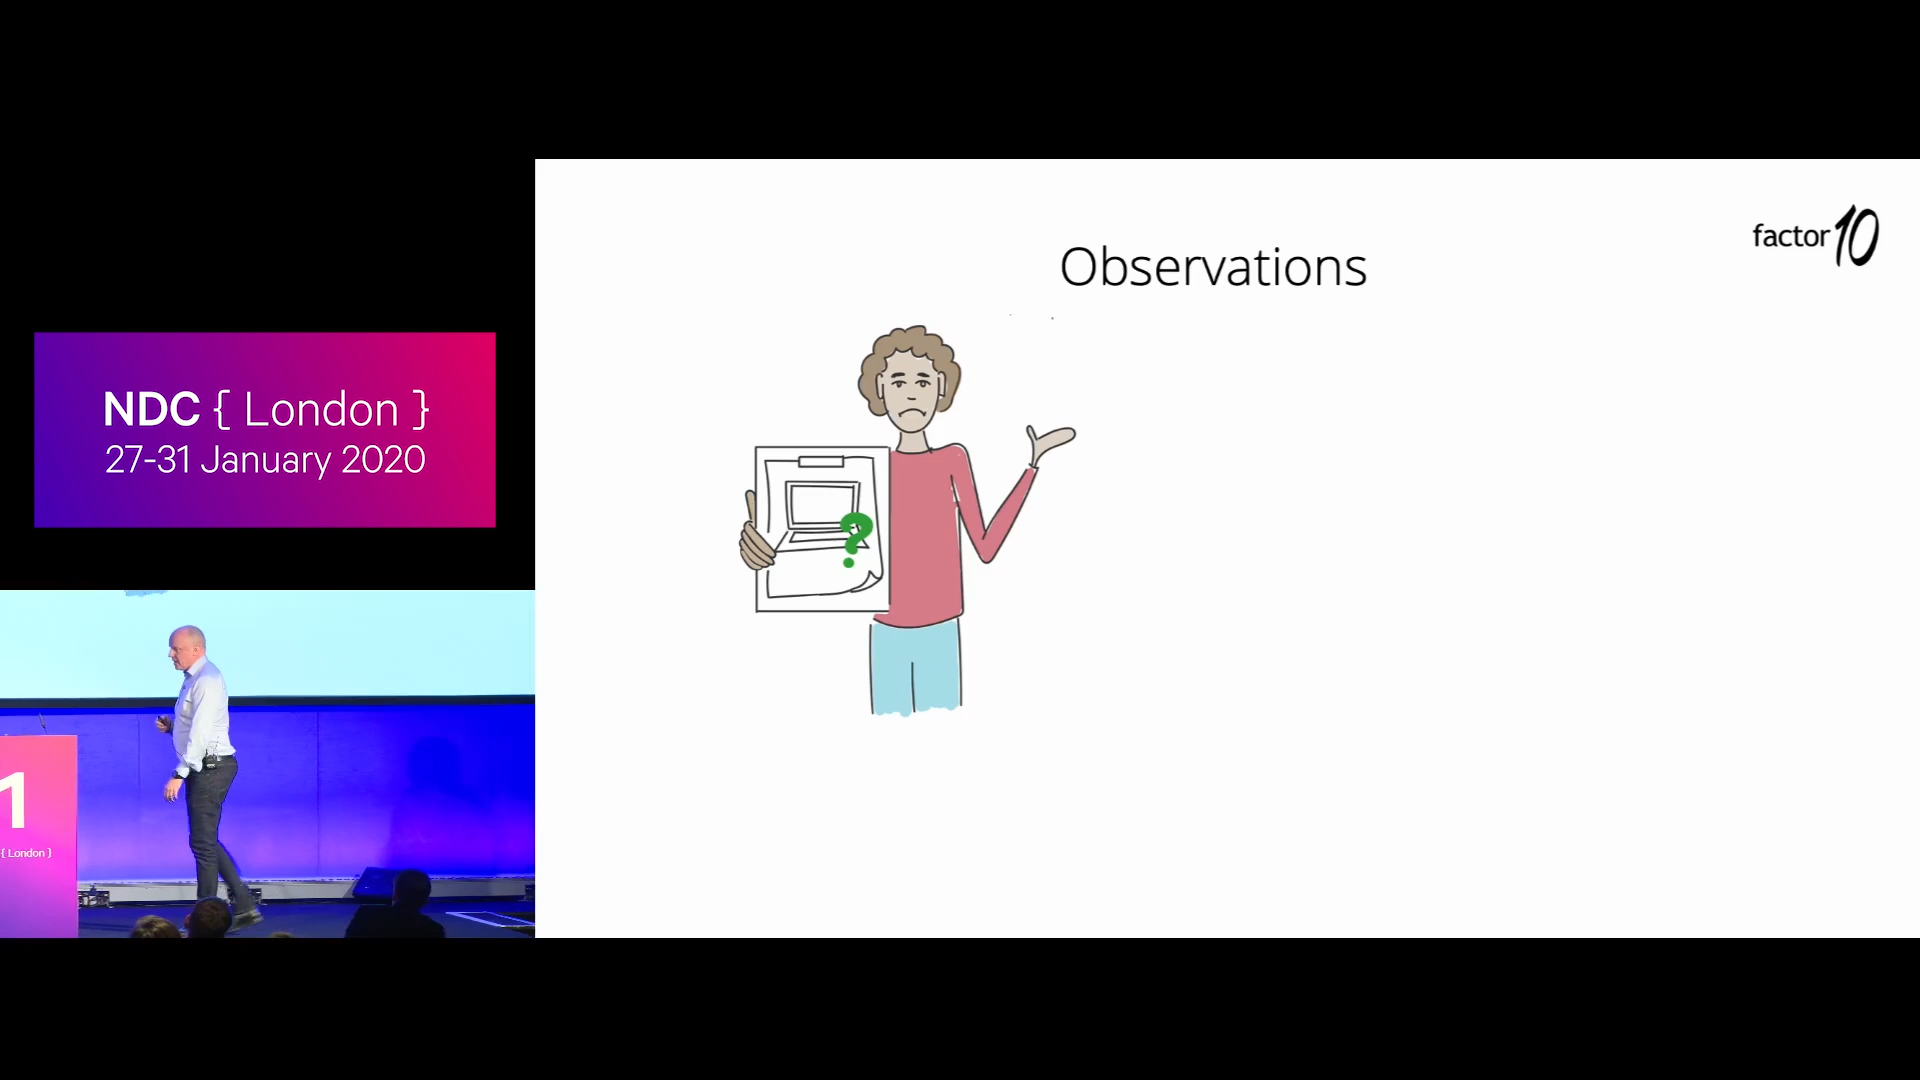 NDC { London }
27-31 January 2020
1
{ London }
Observations
factor10
?